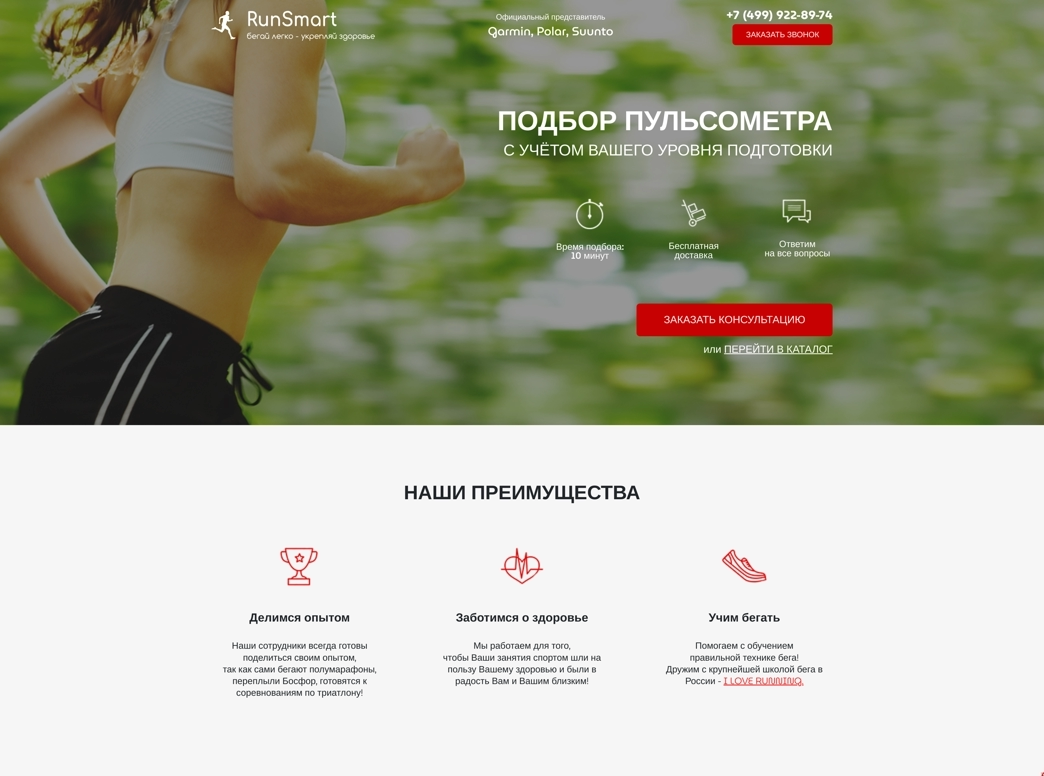 RunSmart
бегай легко - укрепляй здоровье
Официальный представитель
Garmin, Polar, Suunto
+7 (499) 922-89-74
ЗАКАЗАТЬ ЗВОНОК
ПОДБОР ПУЛЬСОМЕТРА
С УЧЁТОМ ВАШЕГО УРОВНЯ ПОДГОТОВКИ
Время подбора:
10 минут
Бесплатная
доставка
Ответим
на все вопросы
ЗАКАЗАТЬ КОНСУЛЬТАЦИЮ
или ПЕРЕЙТИ В КАТАЛОГ
НАШИ ПРЕИМУЩЕСТВА
Делимся опытом
Наши сотрудники всегда готовы
поделиться своим опытом,
так как сами бегают полумарафоны,
переплыли Босфор, готовятся к
соревнованиям по триатлону!
Заботимся о здоровье
Мы работаем для того,
чтобы Ваши занятия спортом шли на
пользу Вашему здоровью и были в
радость Вам и Вашим близким!
Учим бегать
Помогаем с обучением
правильной технике бега!
Дружим с крупнейшей школой бега в
России - I LOVE RUNNING.